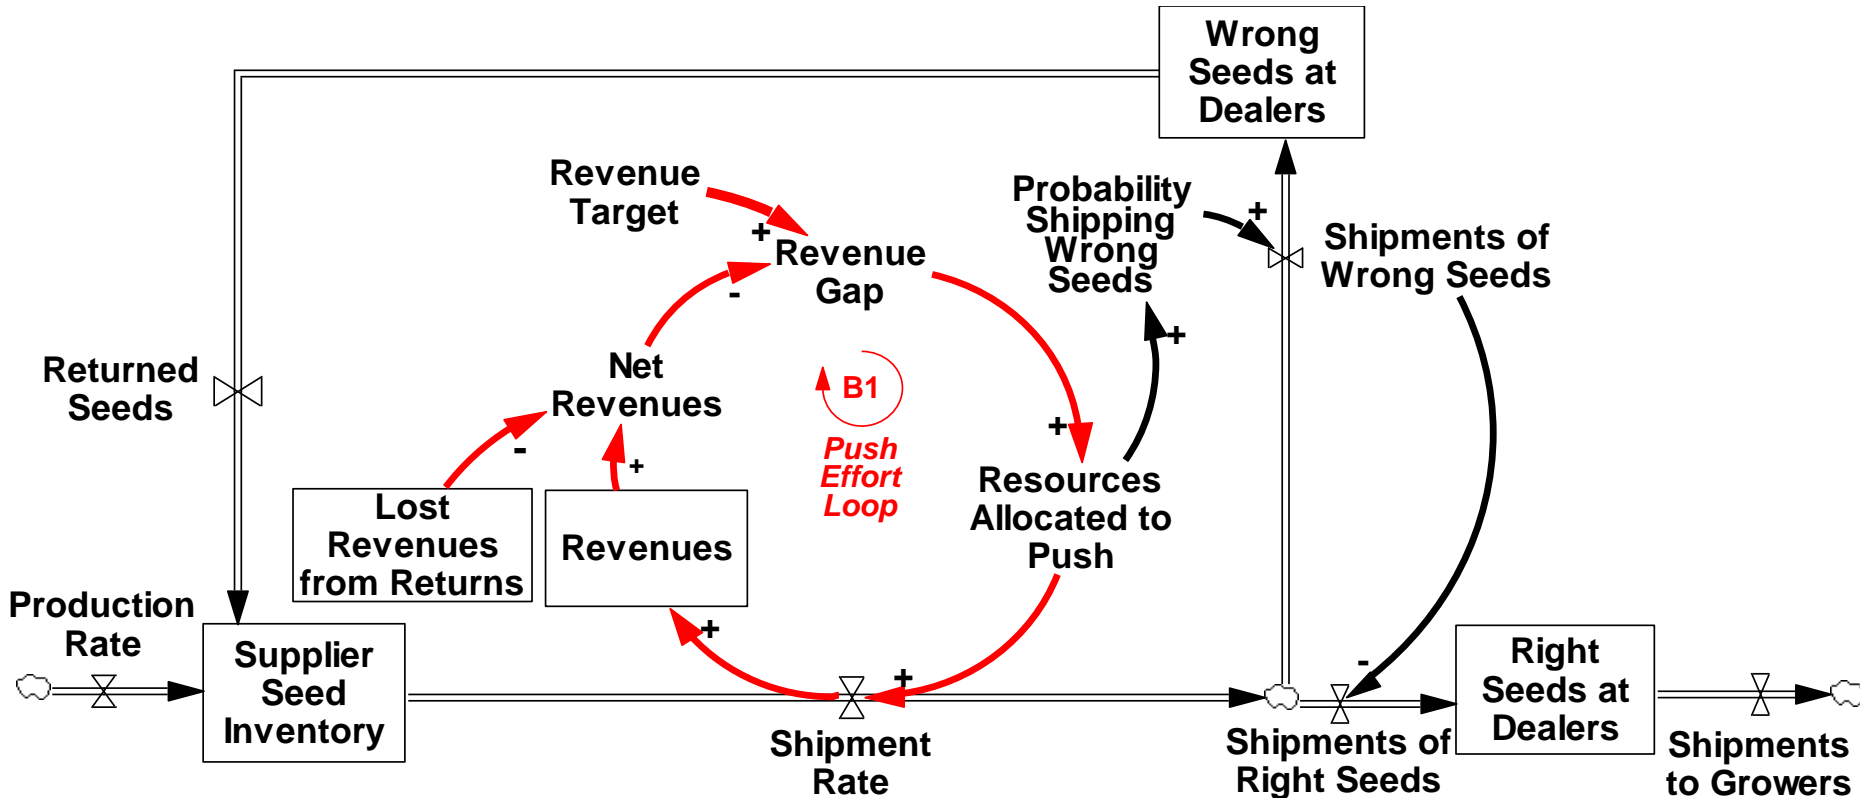 Wrong
Seeds at
Dealers
Revenue
Target
+
Revenue
Gap
-
Probability
Shipping
Wrong
Seeds
+
+
Shipments of
Wrong Seeds
Returned
Seeds
Net
Revenues
-
+
B1
Push
Effort
Loop
+
Resources
Allocated to
Push
Lost
Revenues
from Returns
Revenues
+
+
-
Production
Rate
Supplier
Seed
Inventory
Shipment
Rate
Shipments of
Right Seeds
Right
Seeds at
Dealers
Shipments
to Growers